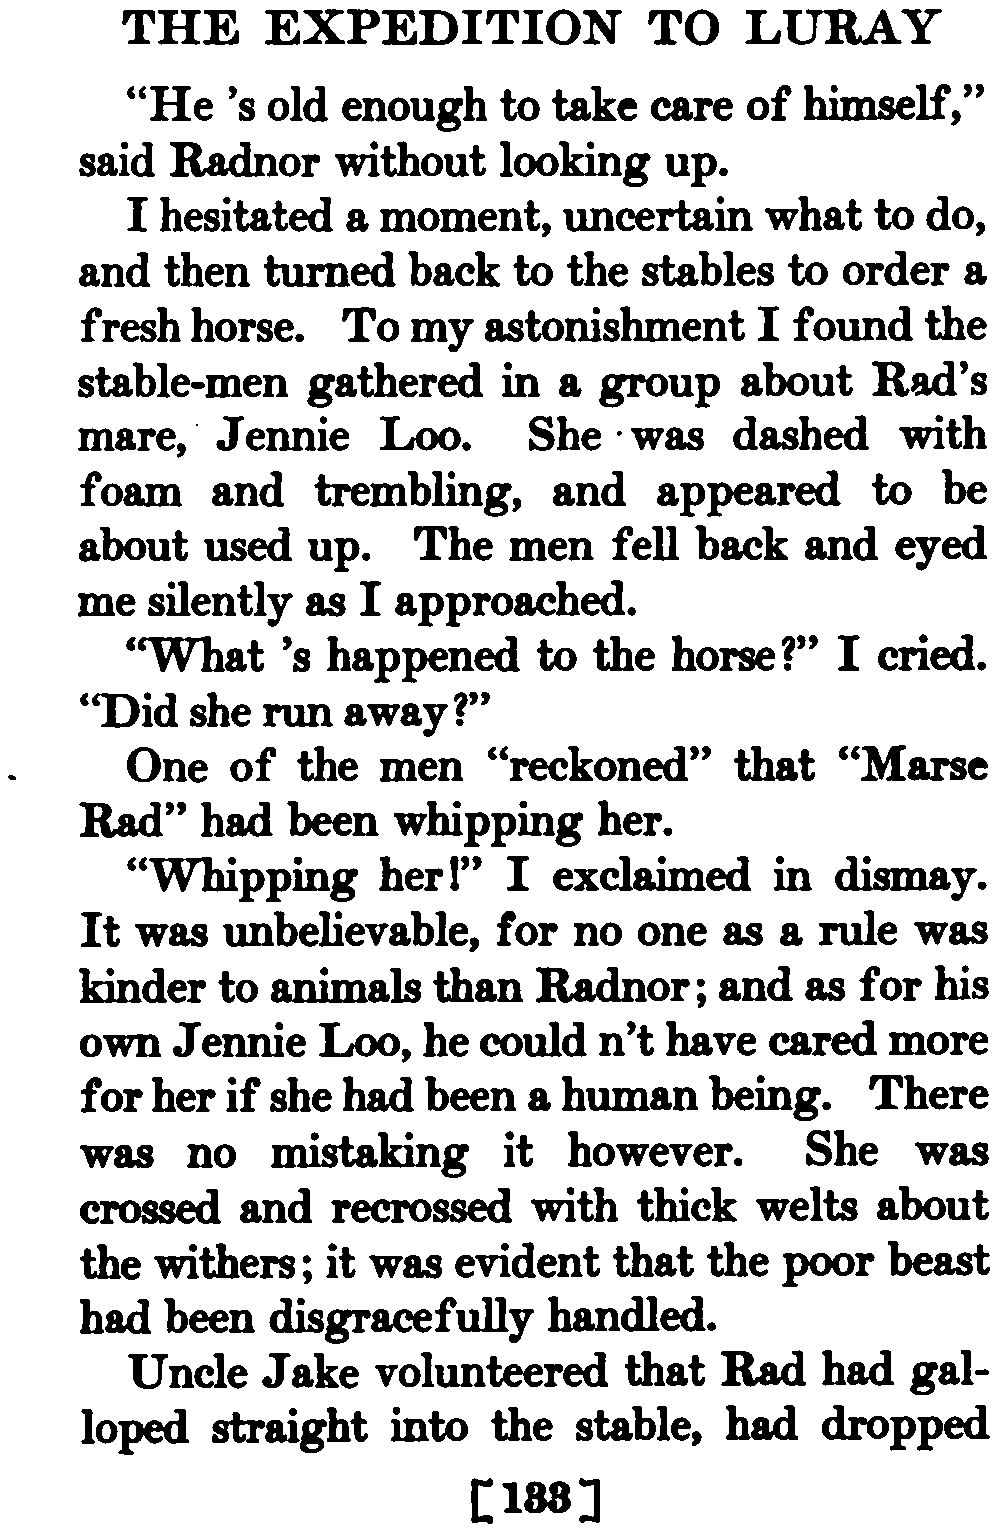 THE EXPEDITION TO LURAY
“He ’s old enough to take care of himself,”
said Radnor without looking up.
I hesitated a moment, uncertain what to do,
and then turned back to the stables to order a
fresh horse. To my astonishment I found the
stable-men gathered in a group about Rad’s
mare, Jennie Loo. She was dashed with
foam and trembling, and appeared to be
about used up. The men fell back and eyed
me silently as I approached.
“What ’s happened to the horse?” I cried.
“Did she run away?”
One of the men “reckoned” that “Marse
Rad” had been whipping her.
“Whipping her!” I exclaimed in dismay.
It was unbelievable, for no one as a rule was
kinder to animals than Radnor; and as for his
own Jennie Loo, he could n’t have cared more
for her if she had been a human being. There
was no mistaking it however. She was
crossed and recrossed with thick welts about
the withers; it was evident that the poor beast
had been disgracefully handled.
Uncle Jake volunteered that Rad had gal-
loped straight into the stable, had dropped
[133]